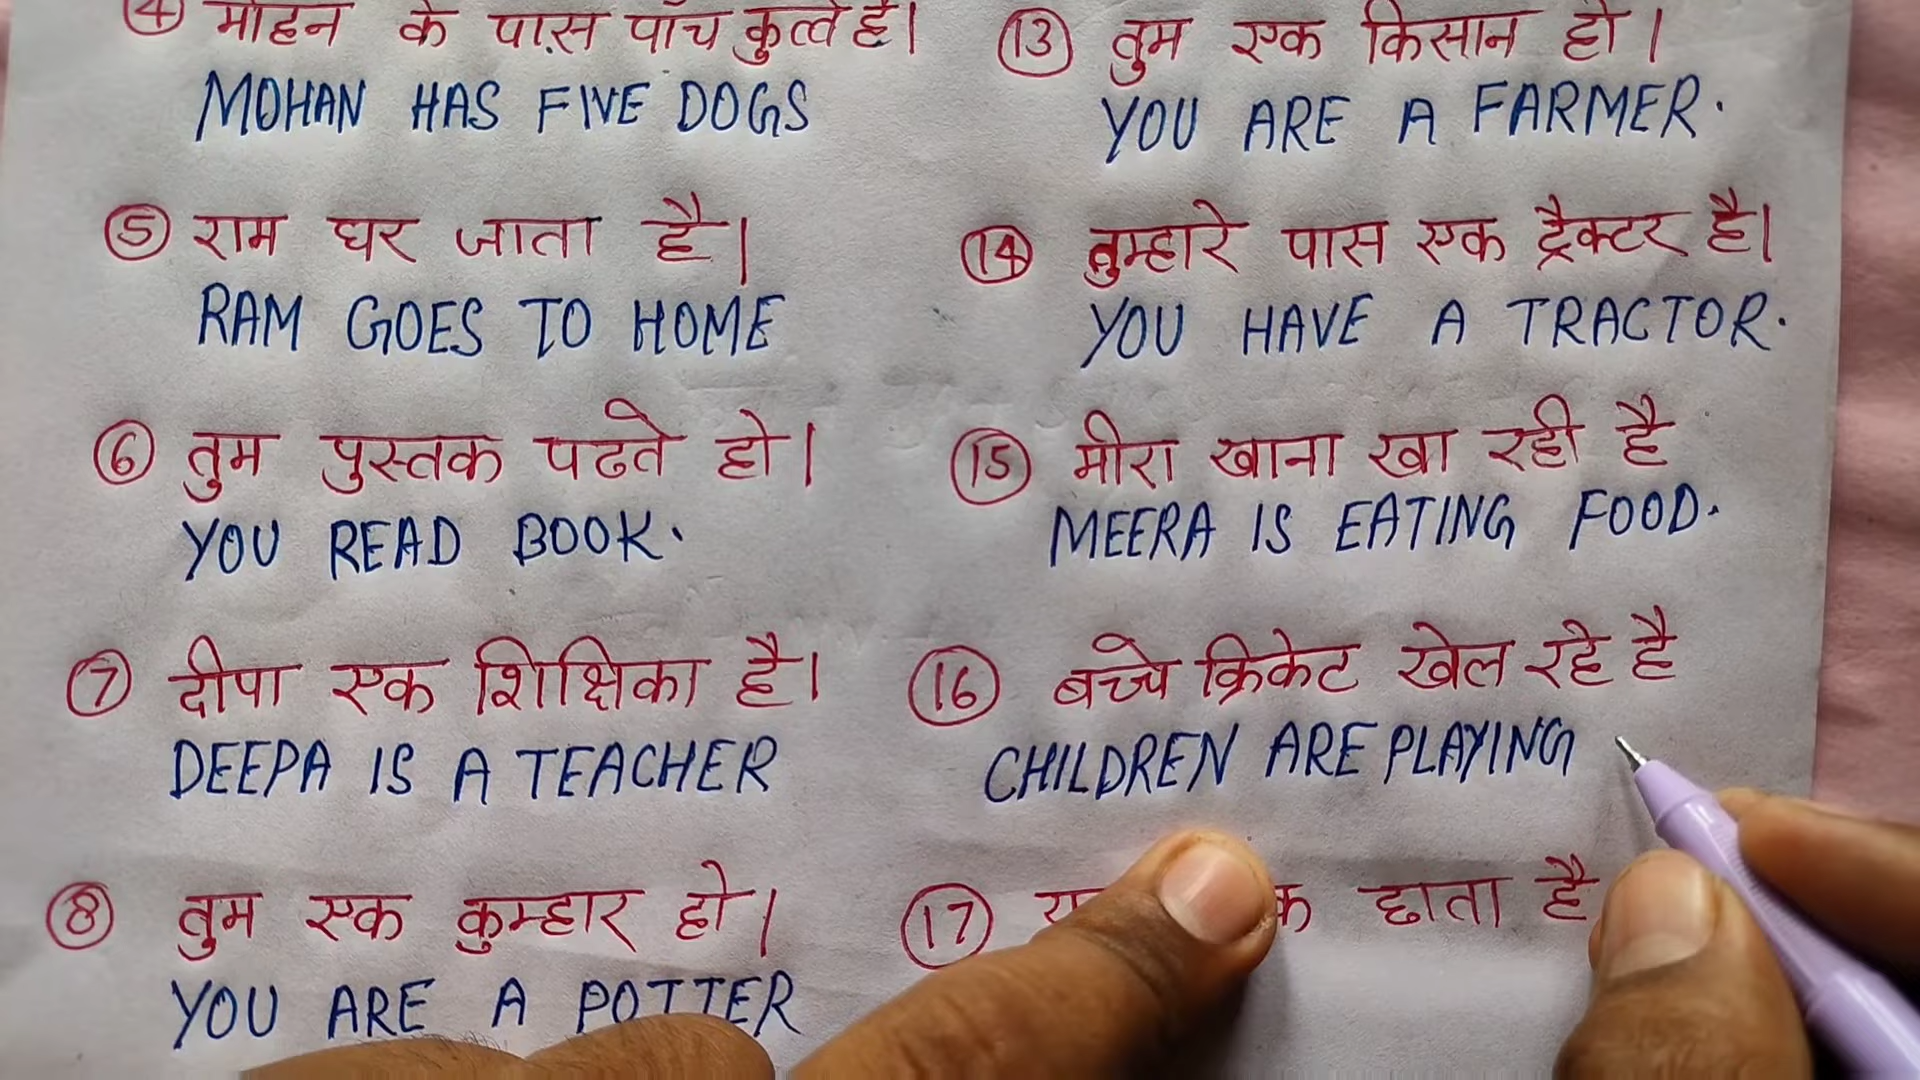 ④ मोहन के पास पाँच कुत्ते है।
MOHAN HAS FIVE DOGS
⑤ राम घर जाता है।
RAM GOES TO HOME
⑥ तुम पुस्तक पढते हो।
YOU READ BOOK.
⑦ दीपा एक शिक्षिका है।
DEEPA IS A TEACHER
⑧ तुम एक कुम्हार हो।
YOU ARE A POTTER
⑬ तुम एक किसान हो।
YOU ARE A FARMER.
⑭ तुम्हारे पास एक ट्रैक्टर है।
YOU HAVE A TRACTOR.
⑮ मीरा खाना खा रही है
MEERA IS EATING FOOD.
⑯ बच्चे क्रिकेट खेल रहे है
CHILDREN ARE PLAYING
⑰ छाता है